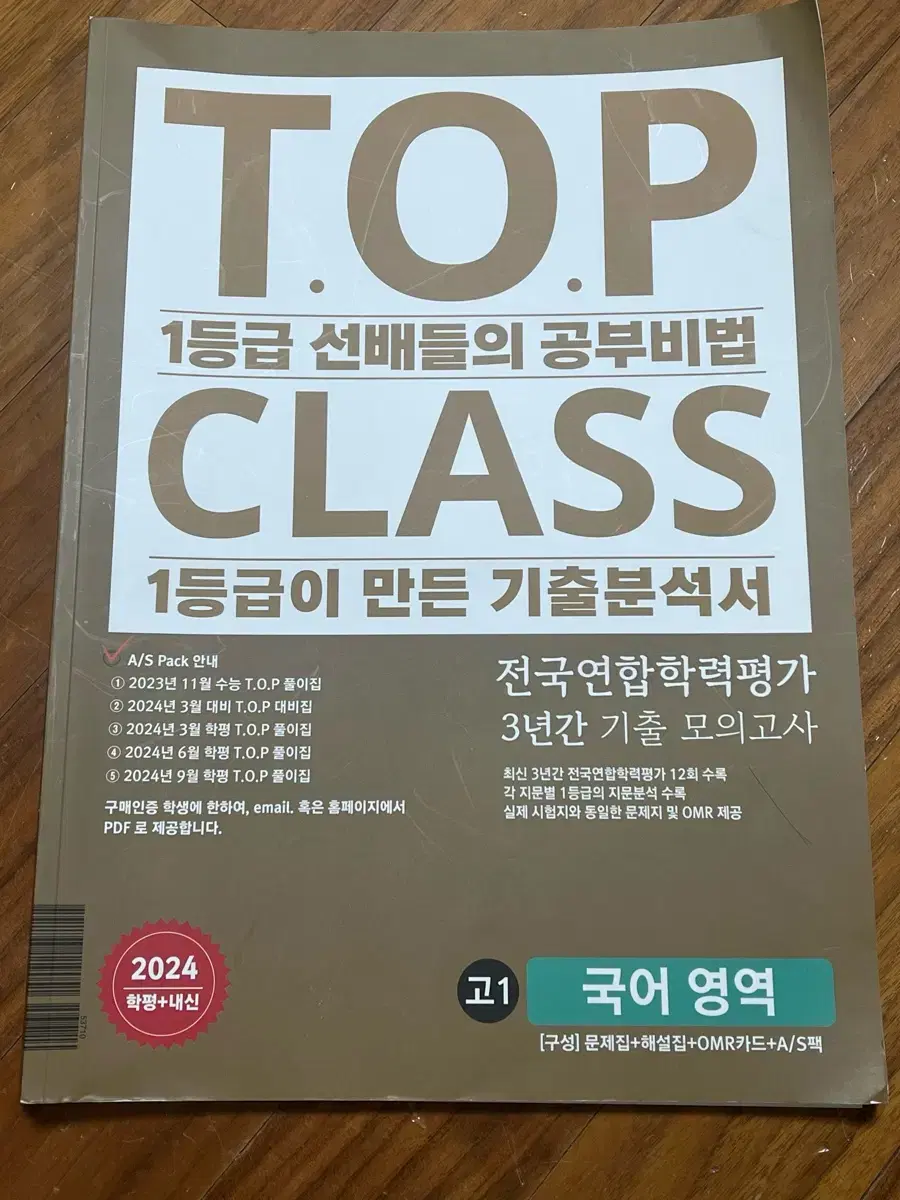 T.O.P
1등급 선배들의 공부비법
CLASS
1등급이 만든 기출분석서
A/S Pack 안내
① 2023년 11월 수능 T.O.P 풀이집
② 2024년 3월 대비 T.O.P 대비집
③ 2024년 3월 학평 T.O.P 풀이집
④ 2024년 6월 학평 T.O.P 풀이집
⑤ 2024년 9월 학평 T.O.P 풀이집
구매인증 학생에 한하여, email. 혹은 홈페이지에서
PDF 로 제공합니다.
전국연합학력평가
3년간 기출 모의고사
최신 3년간 전국연합학력평가 12회 수록
각 지문별 1등급의 지문분석 수록
실제 시험지와 동일한 문제지 및 OMR 제공
2024
학평+내신
고1
국어 영역
[구성] 문제집+해설집+OMR카드+A/S팩